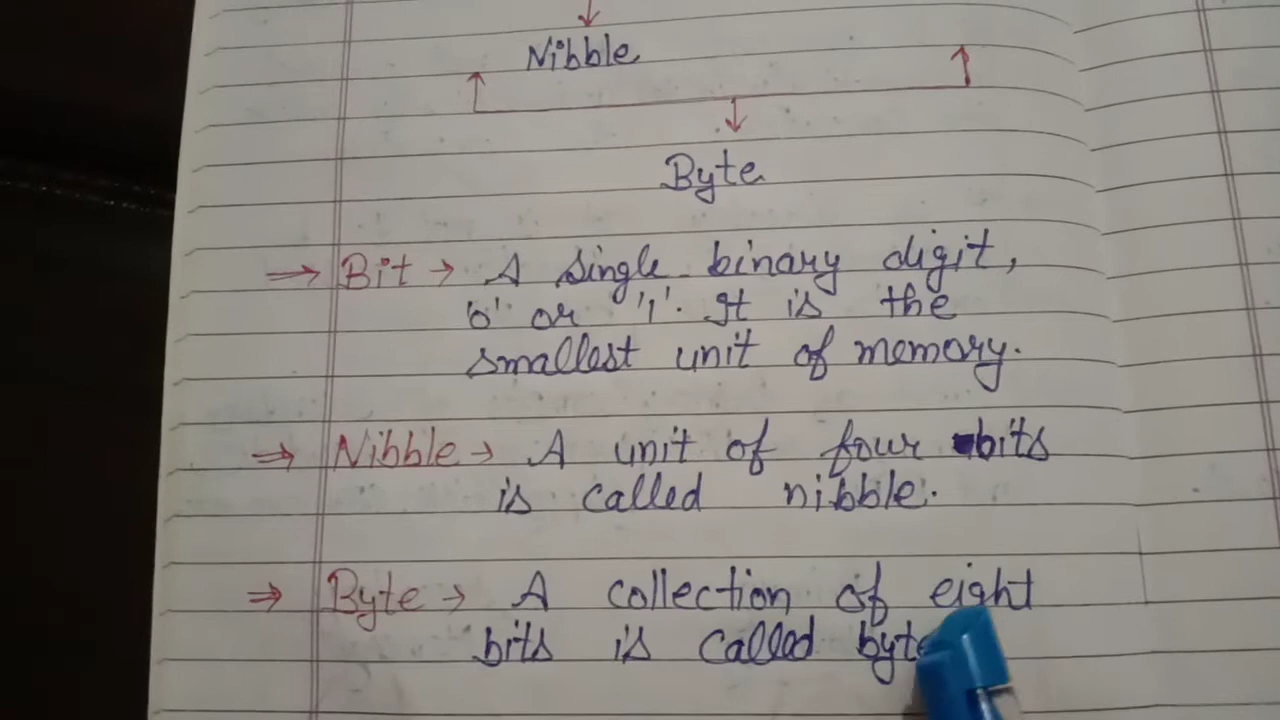 Nibble
Byte
⇒ Bit → A single binary digit,
'0' or '1'. It is the
smallest unit of memory.
⇒ Nibble → A unit of four bits
is called nibble.
⇒ Byte → A collection of eight
bits is called byte